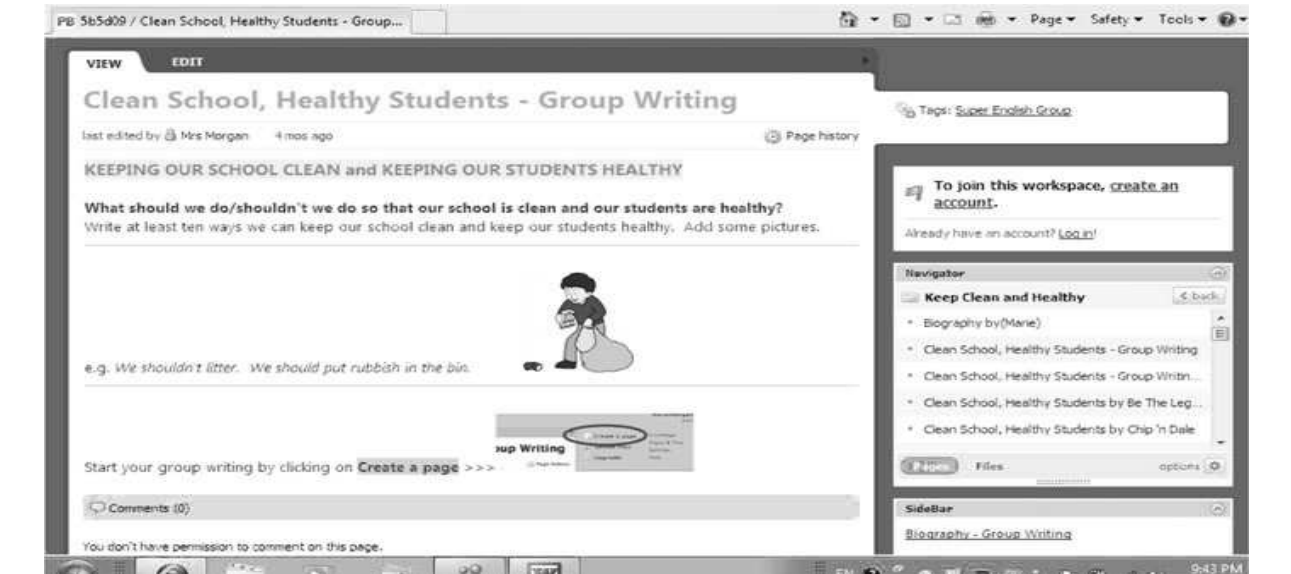 PB 5b5d09 / Clean School, Healthy Students - Group...
Page
Safety
Tools
VIEW
EDIT
Clean School, Healthy Students - Group Writing
last edited by Mrs Morgan 4 mos ago
Page history
KEEPING OUR SCHOOL CLEAN and KEEPING OUR STUDENTS HEALTHY
What should we do/shouldn't we do so that our school is clean and our students are healthy?
Write at least ten ways we can keep our school clean and keep our students healthy. Add some pictures.
e.g. We shouldn't litter. We should put rubbish in the bin.
Create a page
oup Writing
Start your group writing by clicking on Create a page >>>
Comments (0)
You don't have permission to comment on this page.
Tags: Super English Group
To join this workspace, create an
account.
Already have an account? Log in!
Navigator
Keep Clean and Healthy
< back
Biography by(Marie)
Clean School, Healthy Students - Group Writing
Clean School, Healthy Students - Group Writin...
Clean School, Healthy Students by Be The Leg...
Clean School, Healthy Students by Chip 'n Dale
Pages
Files
options
SideBar
Biography - Group Writing
EN
9:43 PM